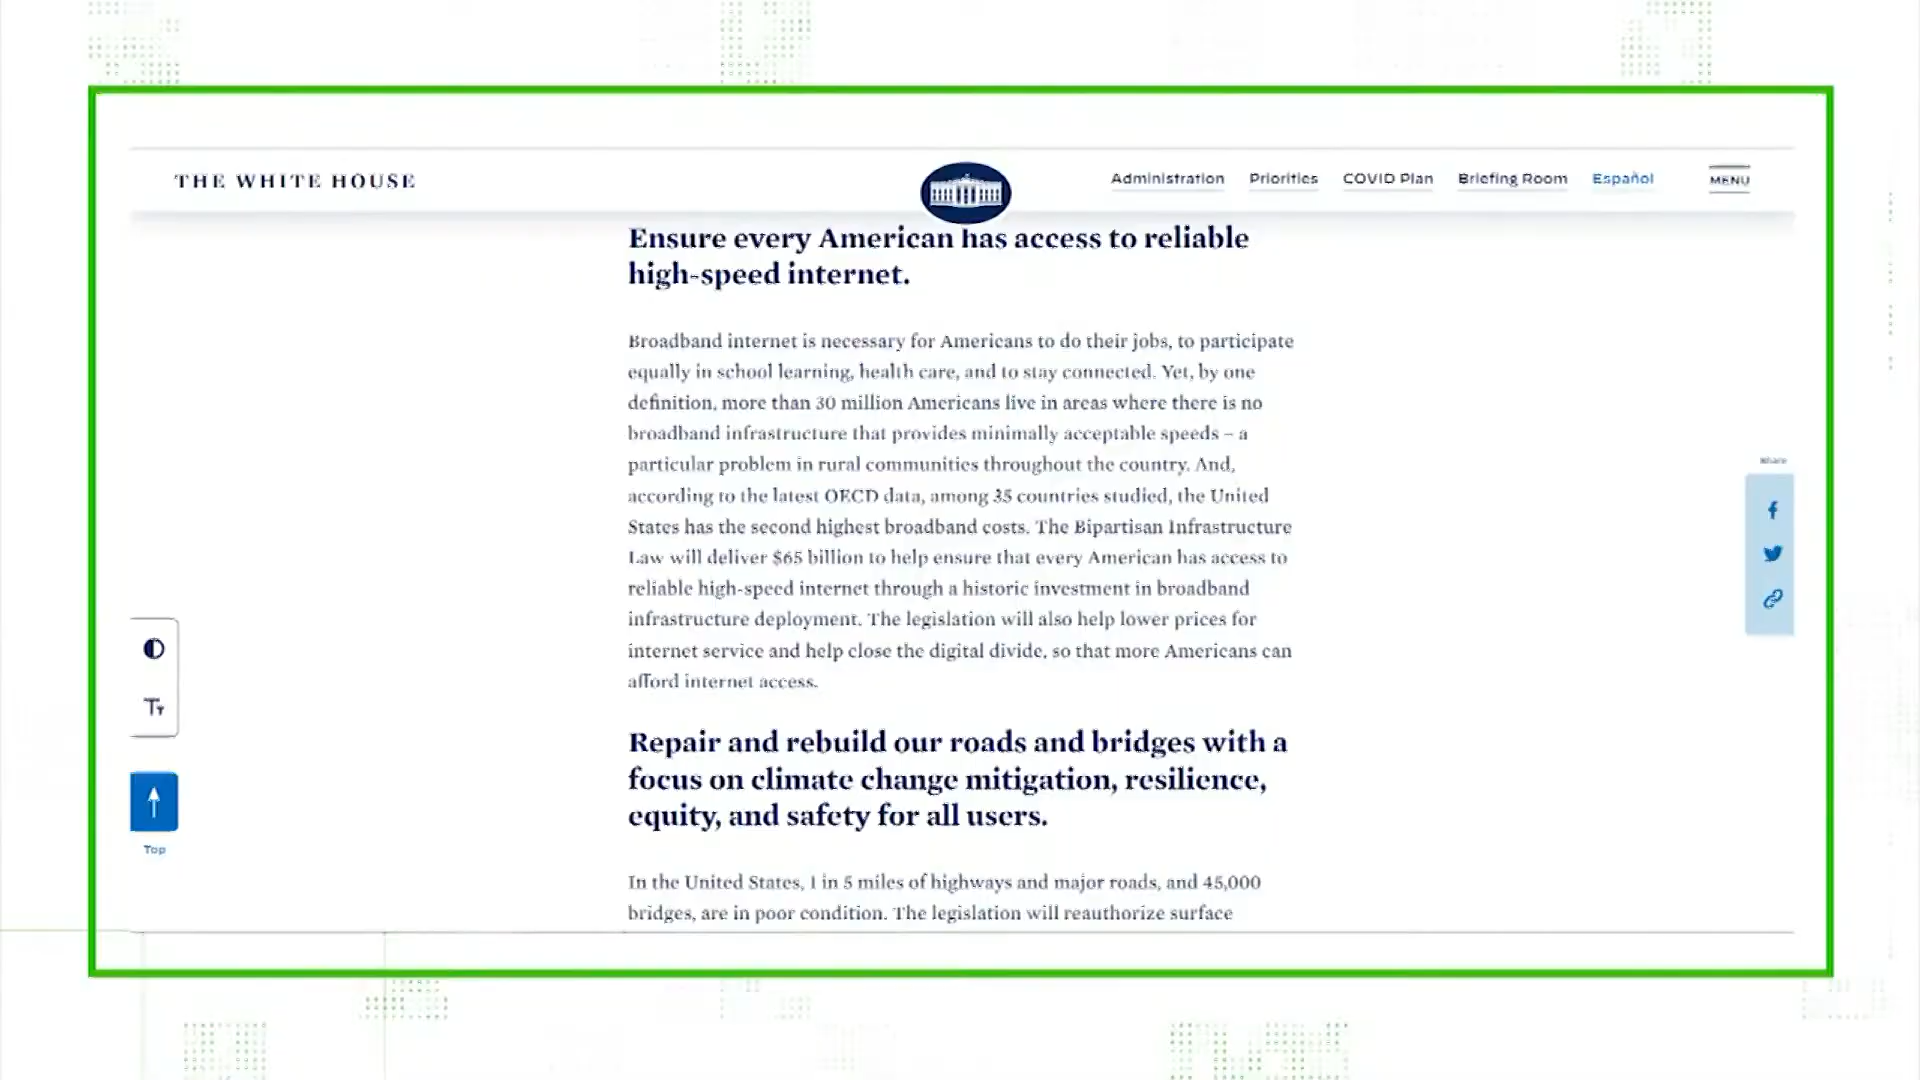 THE WHITE HOUSE
Administration Priorities COVID Plan Briefing Room Español MENU
Ensure every American has access to reliable
high-speed internet.
Broadband internet is necessary for Americans to do their jobs, to participate
equally in school learning, health care, and to stay connected. Yet, by one
definition, more than 30 million Americans live in areas where there is no
broadband infrastructure that provides minimally acceptable speeds – a
particular problem in rural communities throughout the country. And,
according to the latest OECD data, among 35 countries studied, the United
States has the second highest broadband costs. The Bipartisan Infrastructure
Law will deliver $65 billion to help ensure that every American has access to
reliable high-speed internet through a historic investment in broadband
infrastructure deployment. The legislation will also help lower prices for
internet service and help close the digital divide, so that more Americans can
afford internet access.
Repair and rebuild our roads and bridges with a
focus on climate change mitigation, resilience,
equity, and safety for all users.
In the United States, 1 in 5 miles of highways and major roads, and 45,000
bridges, are in poor condition. The legislation will reauthorize surface
Share
Tт
Top